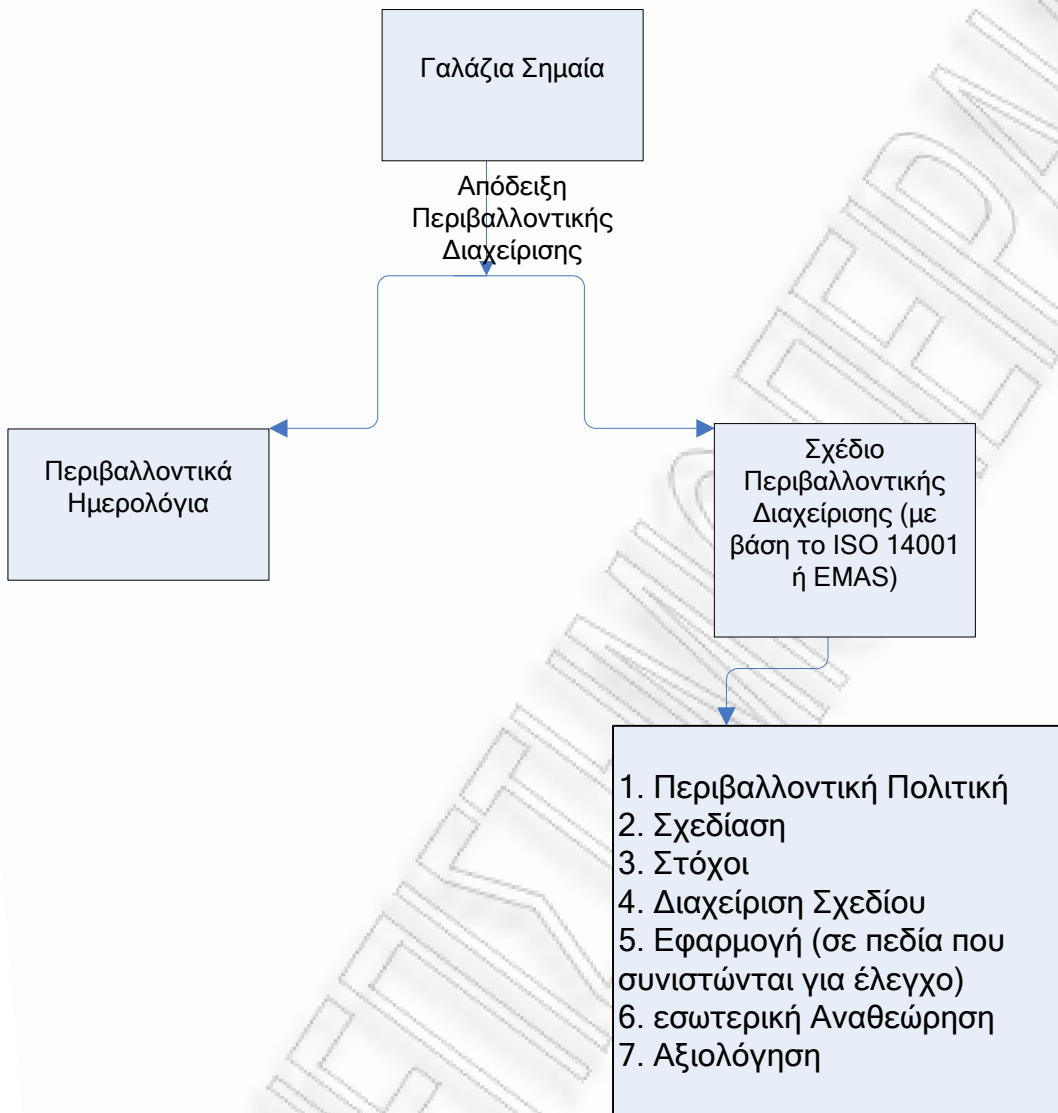 Γαλάζια Σημαία
Απόδειξη
Περιβαλλοντικής
Διαχείρισης
Περιβαλλοντικά
Ημερολόγια
Σχέδιο
Περιβαλλοντικής
Διαχείρισης (με
βάση το ISO 14001
ή EMAS)
1. Περιβαλλοντική Πολιτική
2. Σχεδίαση
3. Στόχοι
4. Διαχείριση Σχεδίου
5. Εφαρμογή (σε πεδία που
συνιστώνται για έλεγχο)
6. εσωτερική Αναθεώρηση
7. Αξιολόγηση